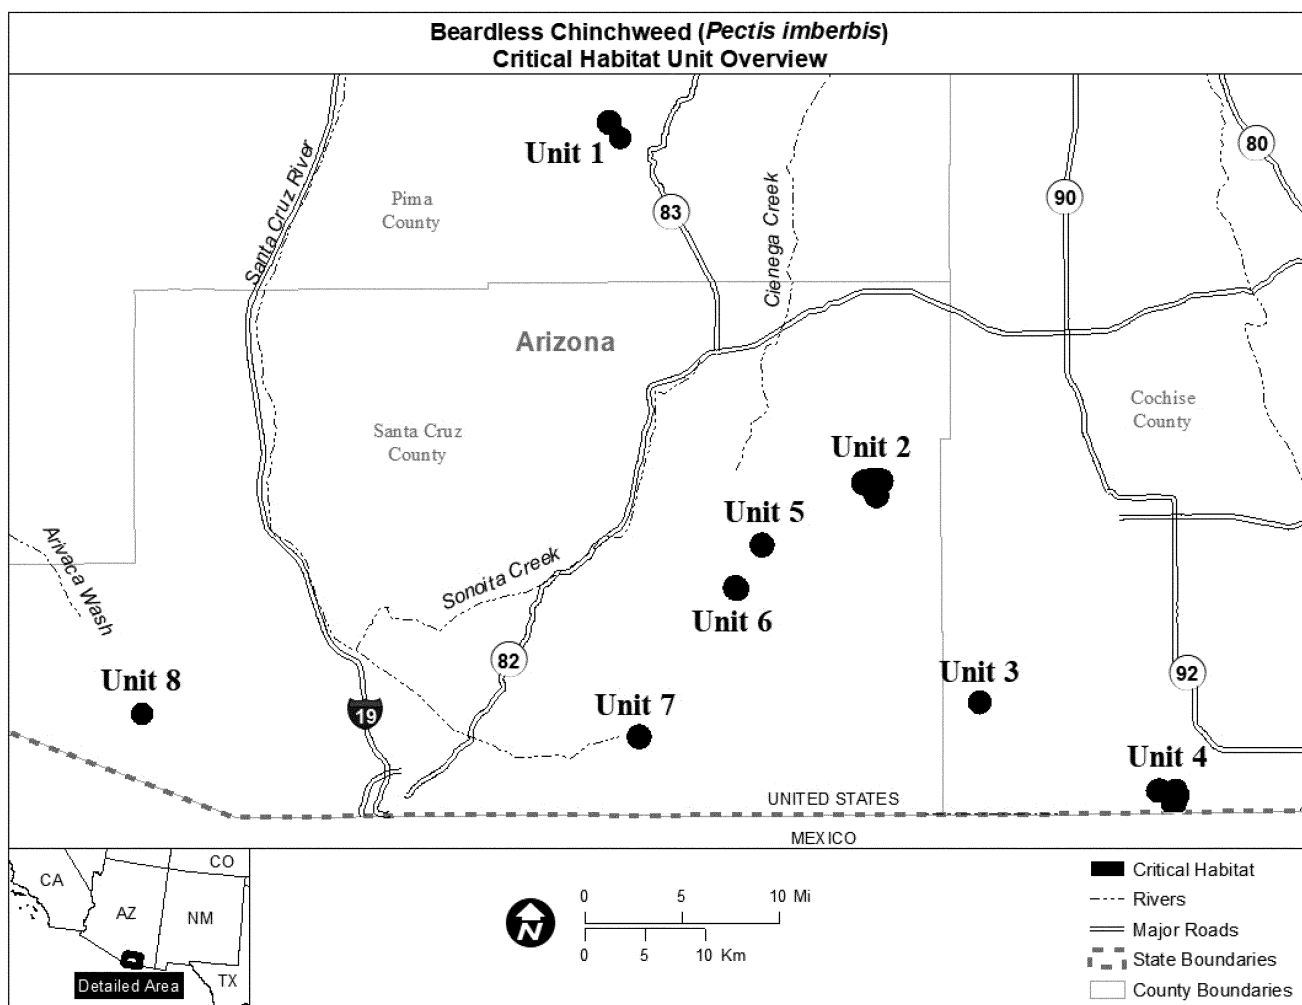 Beardless Chinchweed (Pectis imberbis)
Critical Habitat Unit Overview
Unit 1
Santa Cruz River
Pima
County
83
Cienega Creek
90
80
Arizona
Santa Cruz
County
Cochise
County
Unit 2
Unit 5
Arivaca Wash
Sonoita Creek
Unit 6
82
Unit 8
Unit 7
Unit 3
92
19
Unit 4
UNITED STATES
MEXICO
CA
CO
AZ
NM
TX
Detailed Area
N
0 5 10 Mi
0 5 10 Km
Critical Habitat
Rivers
Major Roads
State Boundaries
County Boundaries